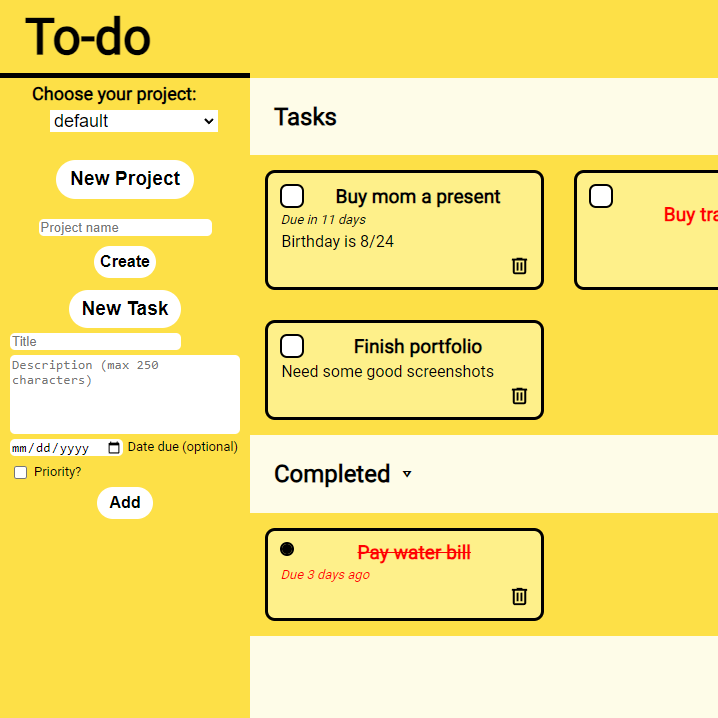 To-do
Choose your project:
default
New Project
Project name
Create
New Task
Title
Description (max 250
characters)
mm/dd/yyyy
Date due (optional)
Priority?
Add
Tasks
Buy mom a present
Due in 11 days
Birthday is 8/24
Buy
Finish portfolio
Need some good screenshots
Completed
Pay water bill
Due 3 days ago